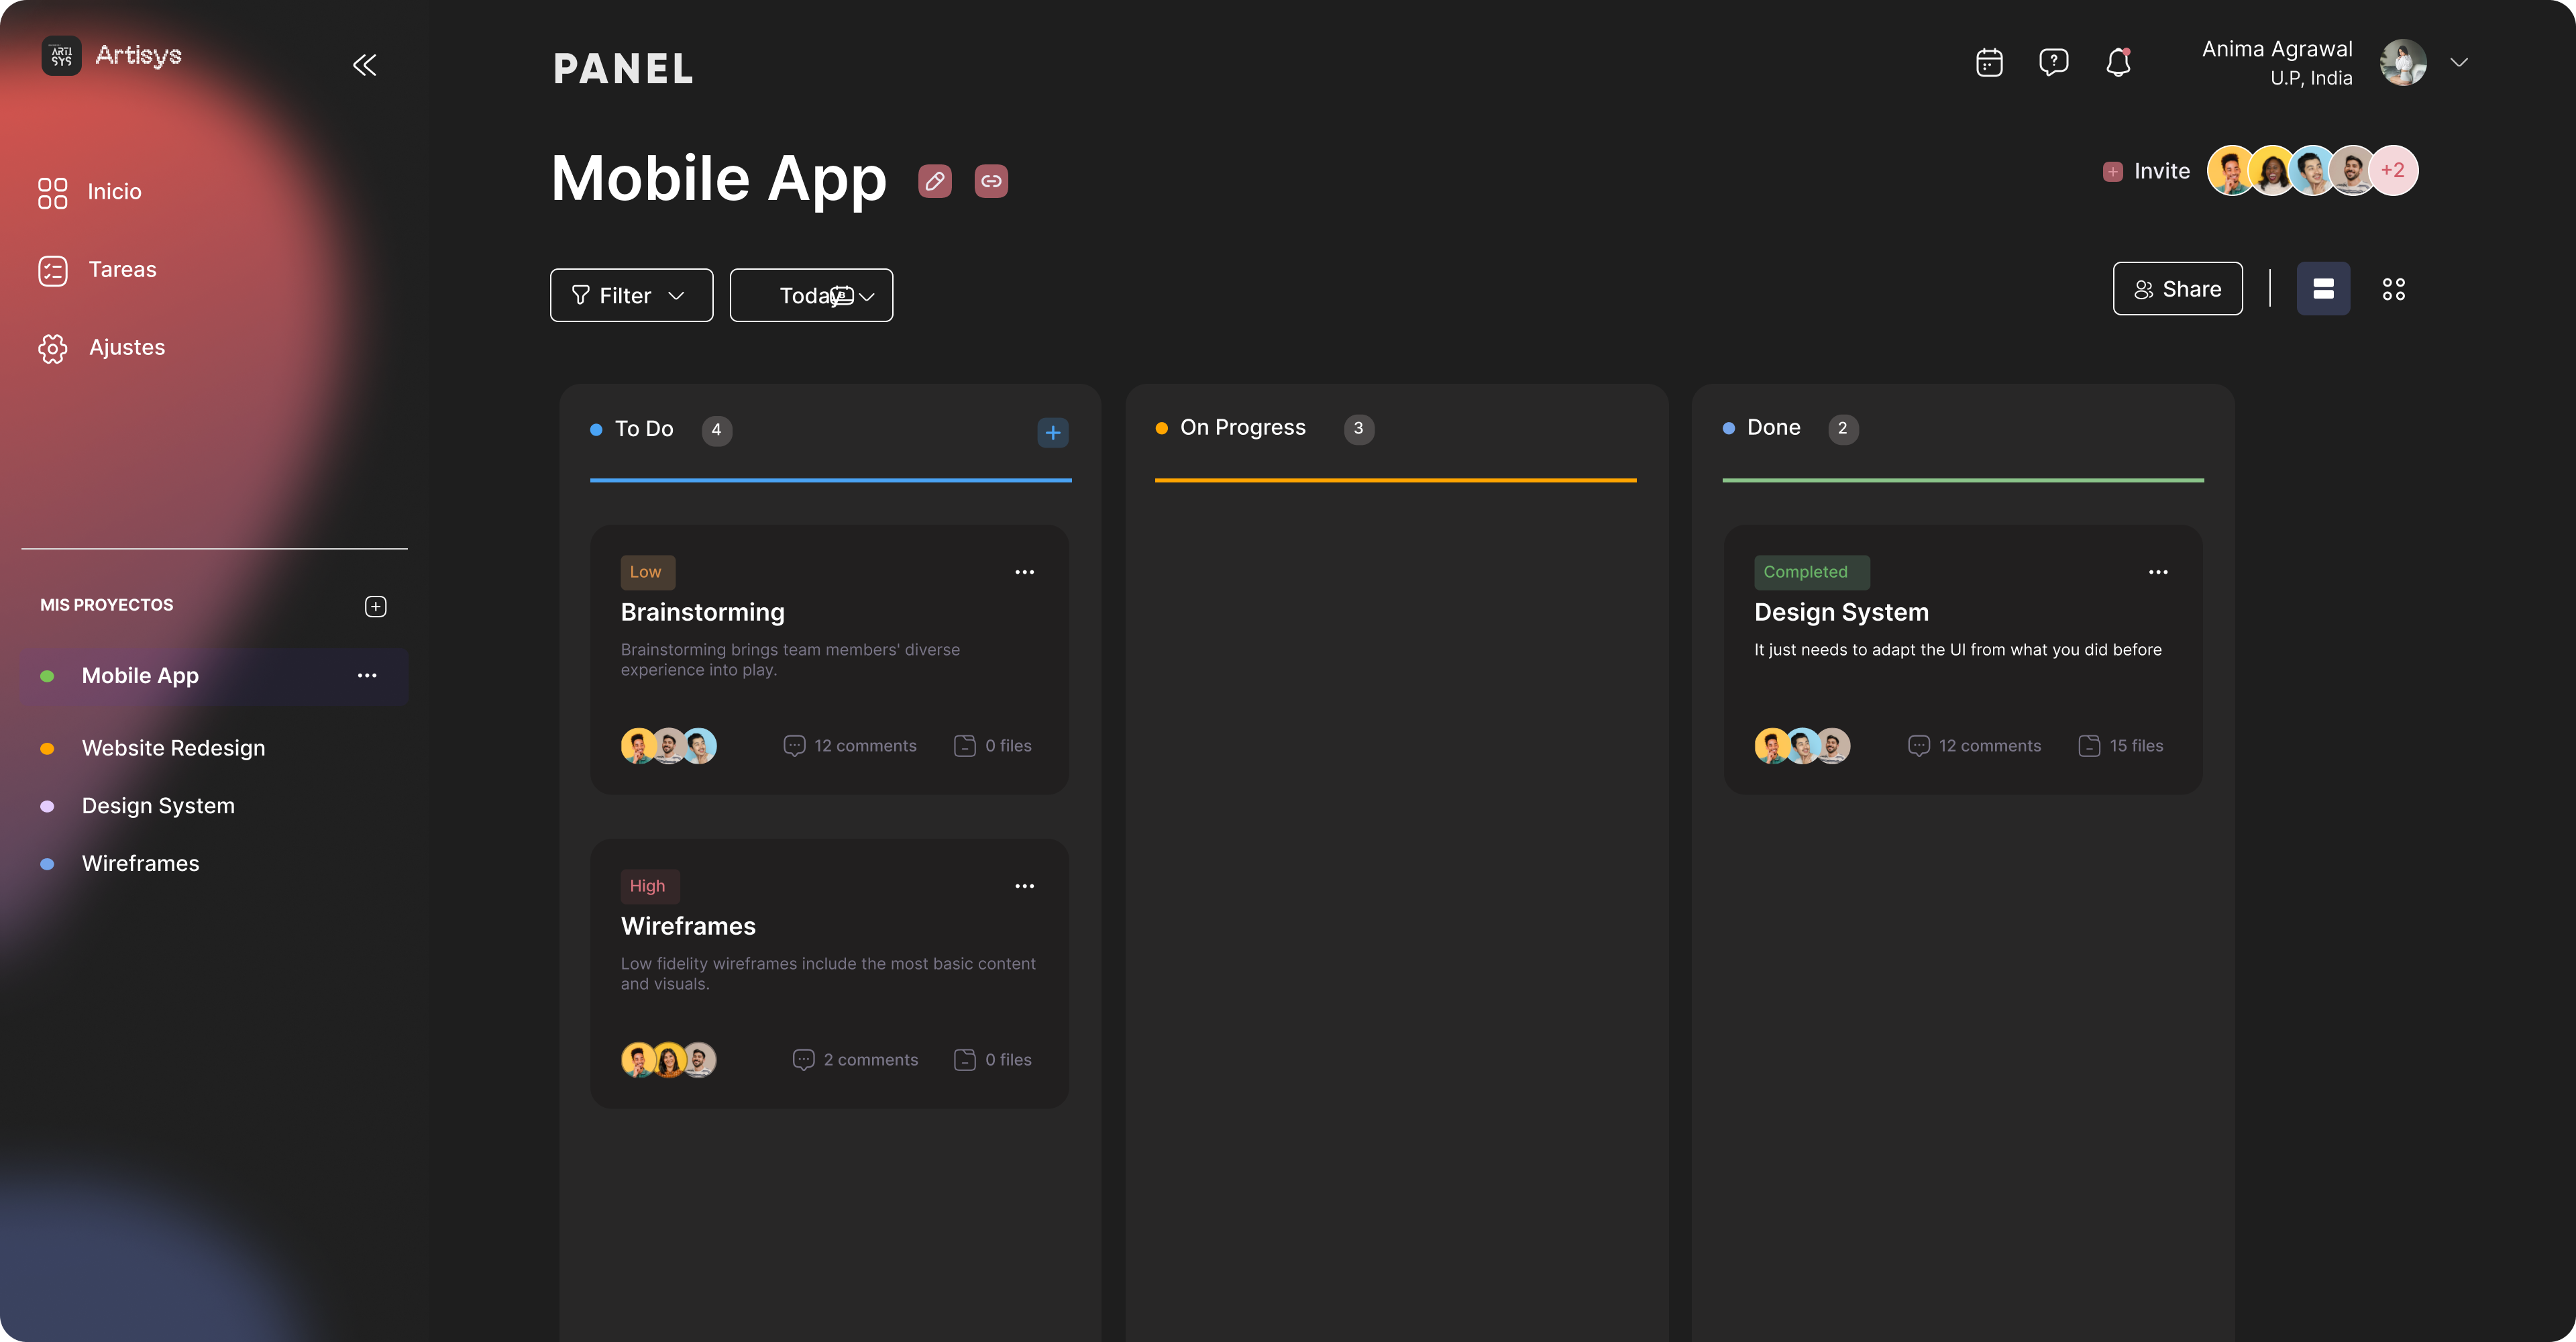 ARTI
SYS
Artisys
Inicio
Tareas
Ajustes
MIS PROYECTOS
Mobile App
Website Redesign
Design System
Wireframes
PANEL
Anima Agrawal
U.P, India
Mobile App
Invite
+2
Filter
Today
Share
To Do 4
Low
Brainstorming
Brainstorming brings team members' diverse
experience into play.
12 comments 0 files
High
Wireframes
Low fidelity wireframes include the most basic content
and visuals.
2 comments 0 files
On Progress 3
Done 2
Completed
Design System
It just needs to adapt the UI from what you did before
12 comments 15 files